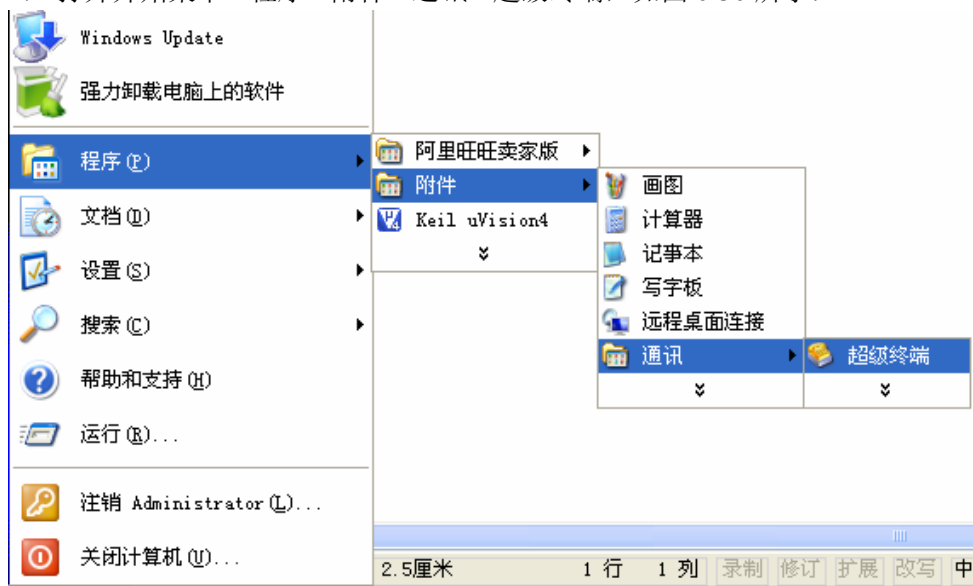 Windows Update
强力卸载电脑上的软件
程序(P)
文档(D)
设置(S)
搜索(C)
帮助和支持(H)
运行(R)...
注销 Administrator(L)...
关闭计算机(U)...
阿里旺旺卖家版
附件
Keil uVision4
画图
计算器
记事本
写字板
远程桌面连接
通讯
超级终端
2.5厘米 1 行 1 列 录制 修订 扩展 改写 中